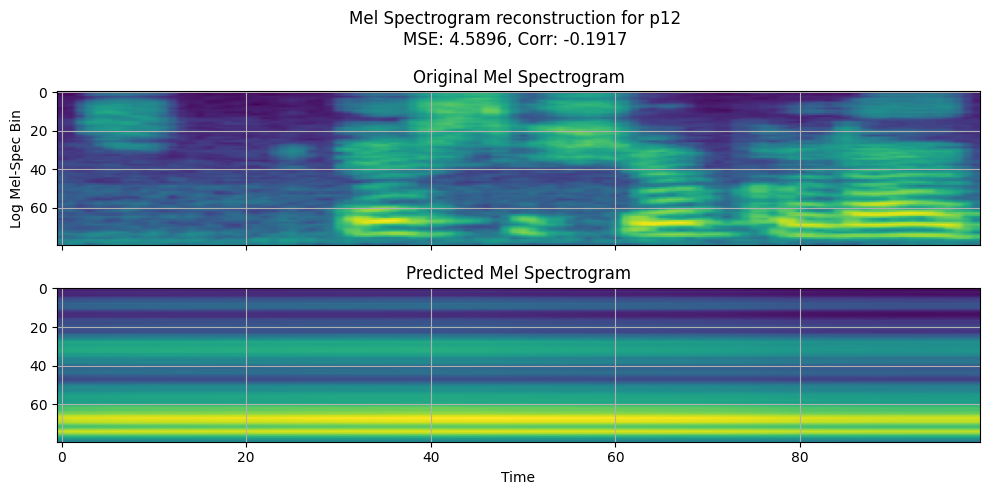 Mel Spectrogram reconstruction for p12
MSE: 4.5896, Corr: -0.1917
Original Mel Spectrogram
Log Mel-Spec Bin
0
20
40
60
Predicted Mel Spectrogram
0
20
40
60
0 20 40 60 80
Time